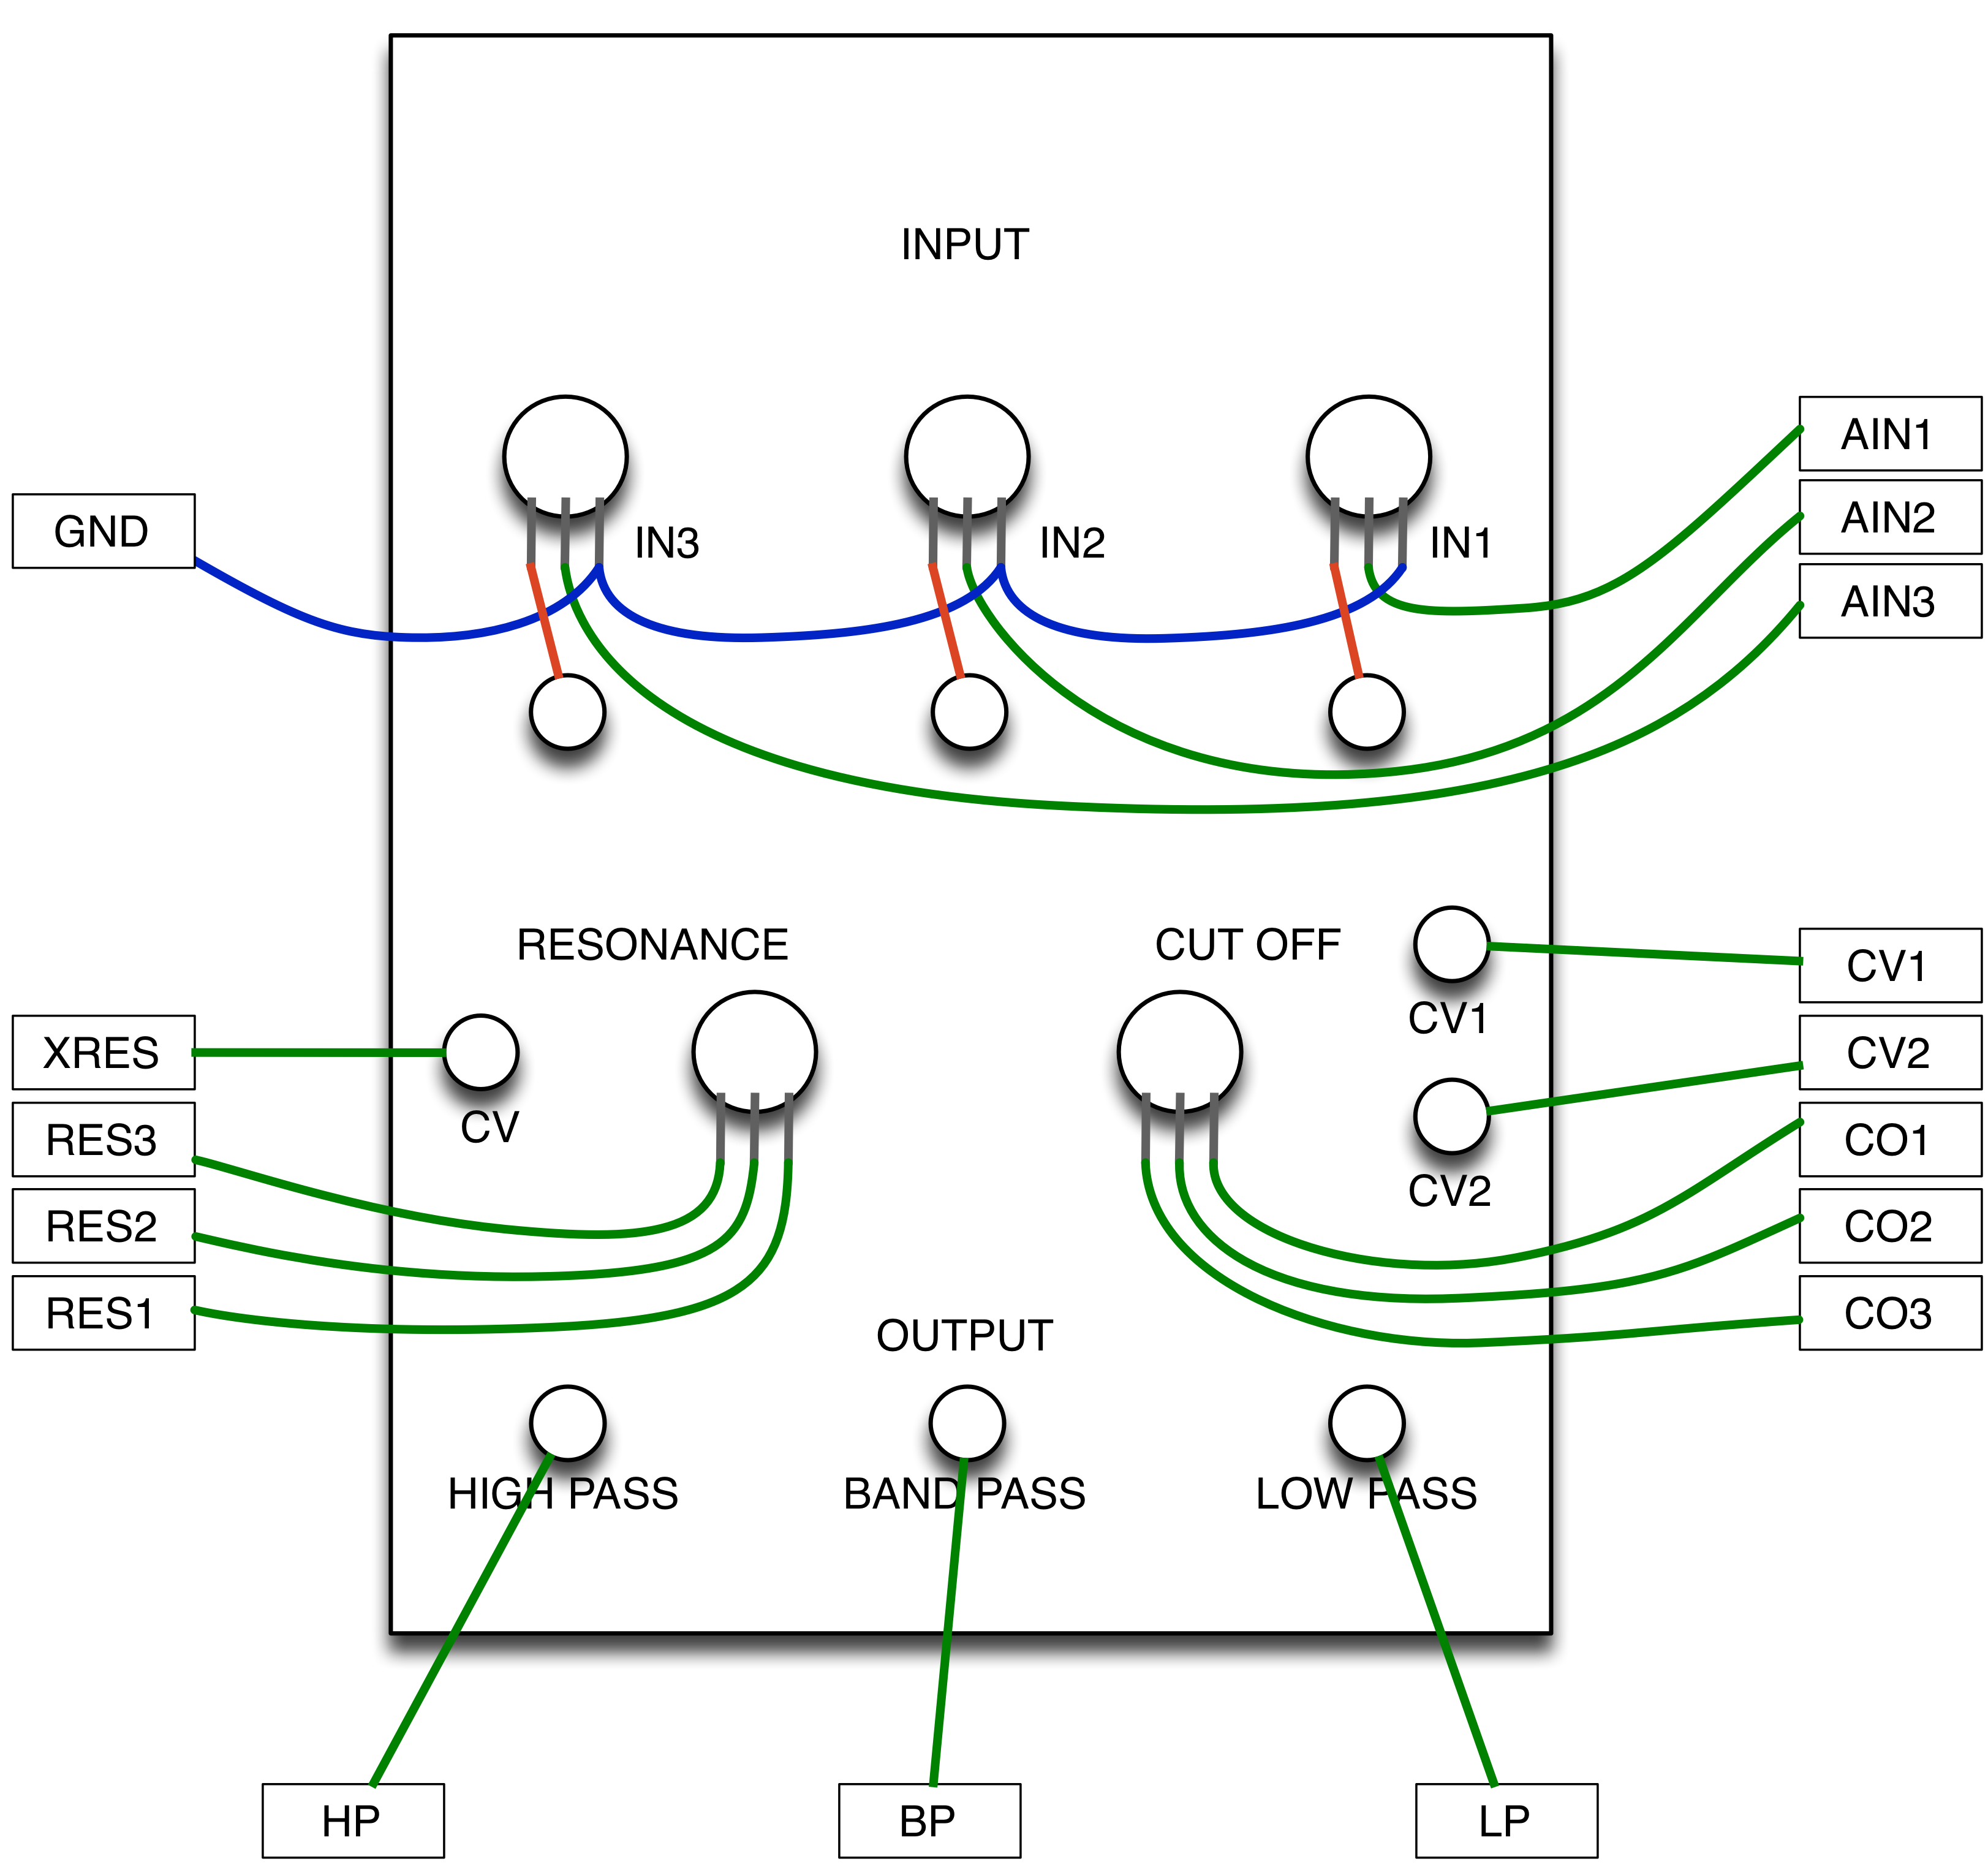 INPUT
AIN1
AIN2
AIN3
GND
IN3
IN2
IN1
RESONANCE
CUT OFF
CV1
CV1
XRES
CV
CV2
CV2
RES3
RES2
RES1
CO1
CO2
CO3
OUTPUT
HIGH PASS
BAND PASS
LOW PASS
HP
BP
LP